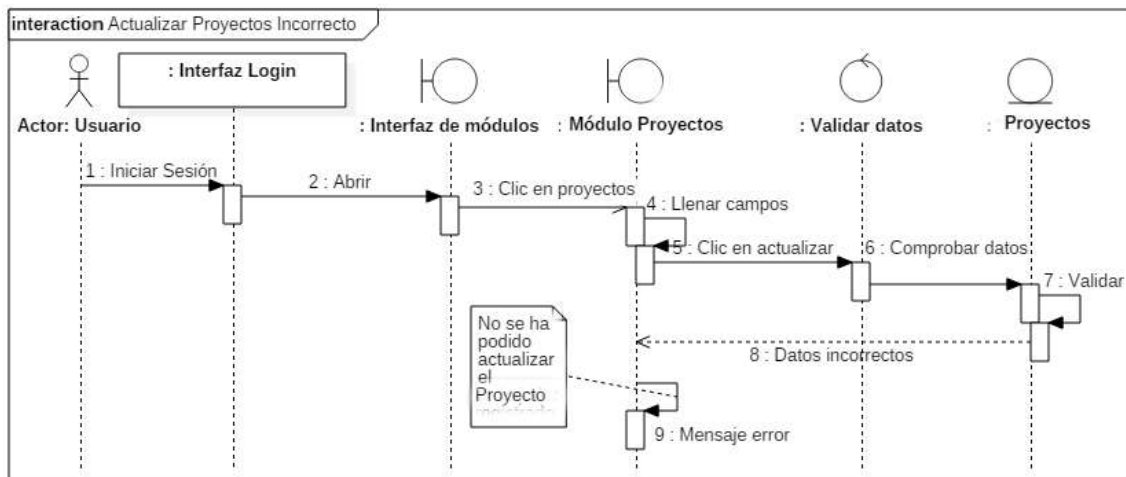 interaction Actualizar Proyectos Incorrecto
: Interfaz Login
Actor: Usuario
: Interfaz de módulos
: Módulo Proyectos
: Validar datos
: Proyectos
1 : Iniciar Sesión
2 : Abrir
3 : Clic en proyectos
4 : Llenar campos
5 : Clic en actualizar
6 : Comprobar datos
7 : Validar
8 : Datos incorrectos
No se ha
podido
actualizar
el
Proyecto
9 : Mensaje error